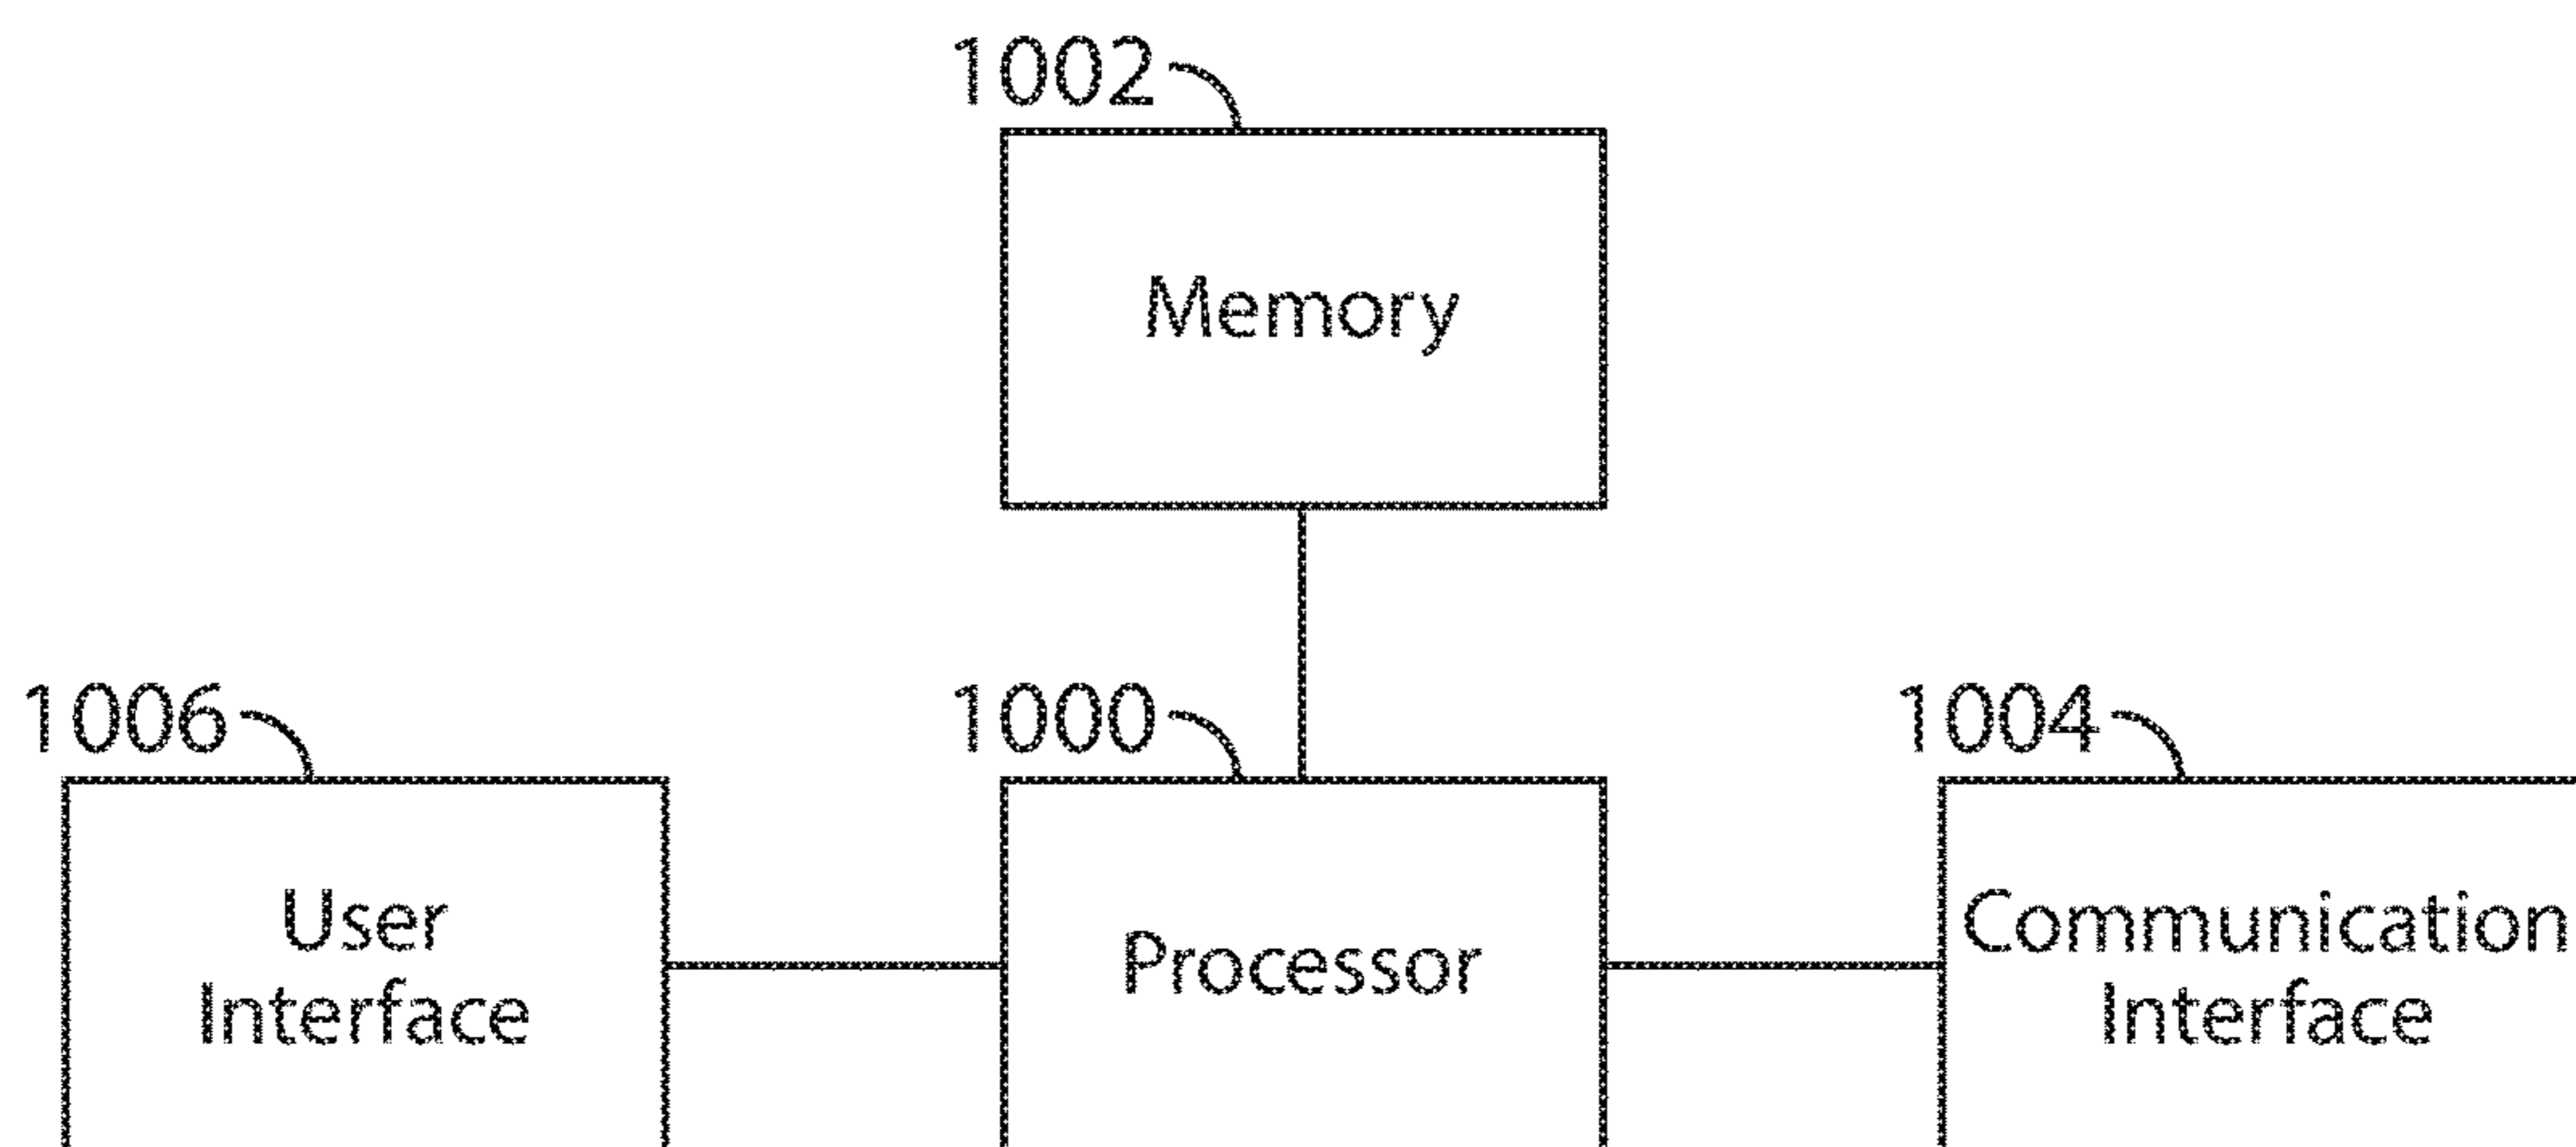 1002
Memory
1006
1000
1004
User
Interface
Processor
Communication
Interface